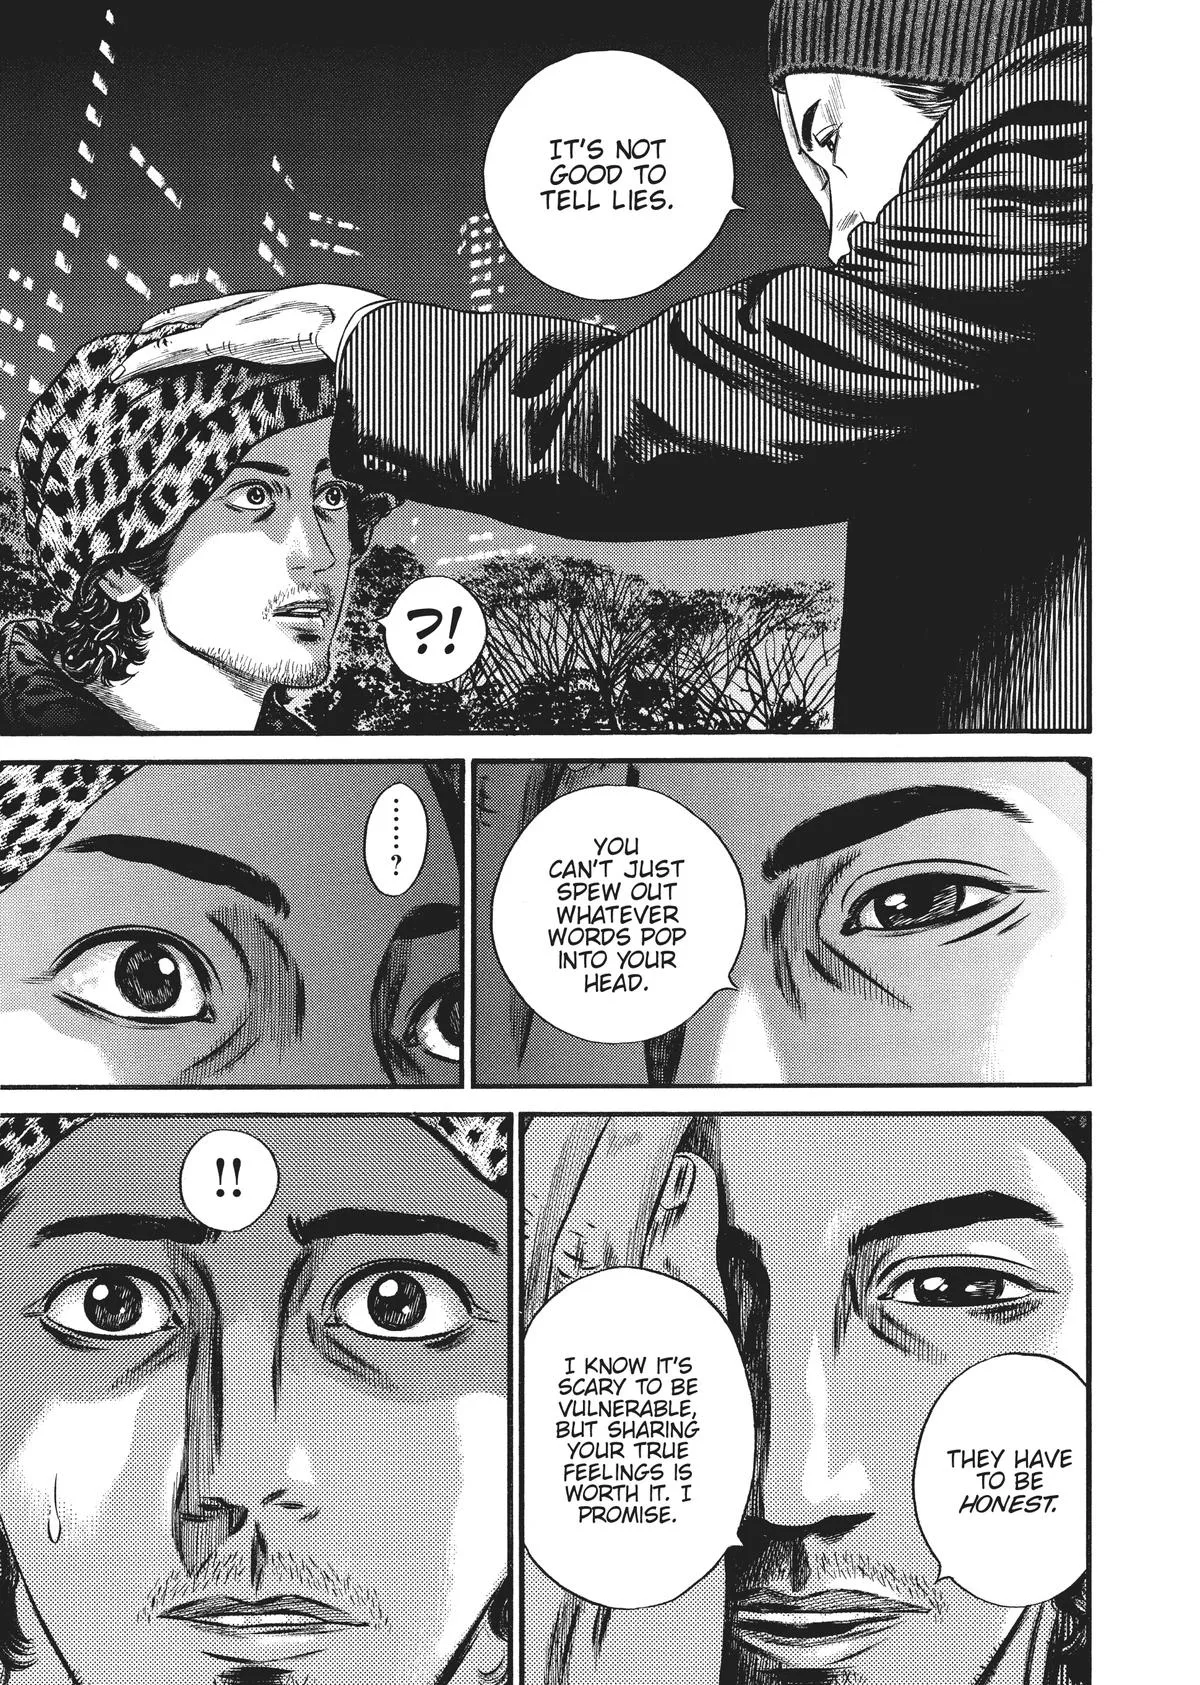 IT'S NOT
GOOD TO
TELL LIES.
?!
YOU
CAN'T JUST
SPEW OUT
WHATEVER
WORDS POP
INTO YOUR
HEAD.
......?
THEY HAVE
TO BE
HONEST.
I KNOW IT'S
SCARY TO BE
VULNERABLE,
BUT SHARING
YOUR TRUE
FEELINGS IS
WORTH IT. I
PROMISE.
!!